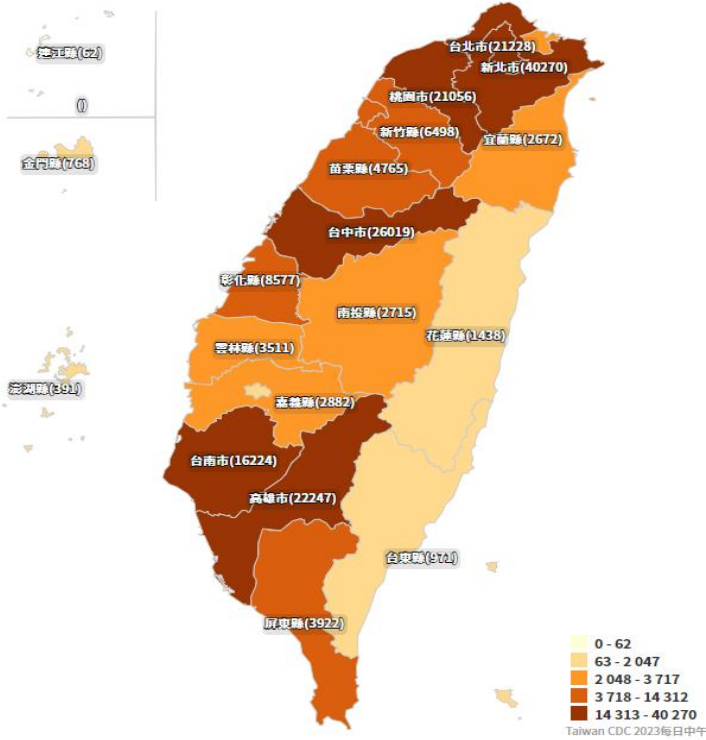 連江縣(62)
()
金門縣(768)
台北市(21228)
新北市(40270)
桃園市(21056)
新竹縣(6498)
宜蘭縣(2672)
苗栗縣(4765)
台中市(26019)
彰化縣(8577)
南投縣(2715)
花蓮縣(1438)
雲林縣(3511)
澎湖縣(391)
嘉義縣(2882)
台南市(16224)
高雄市(22247)
台東縣(971)
屏東縣(3922)
0 - 62
63 - 2 047
2 048 - 3 717
3 718 - 14 312
14 313 - 40 270
Taiwan CDC 2023每日中午